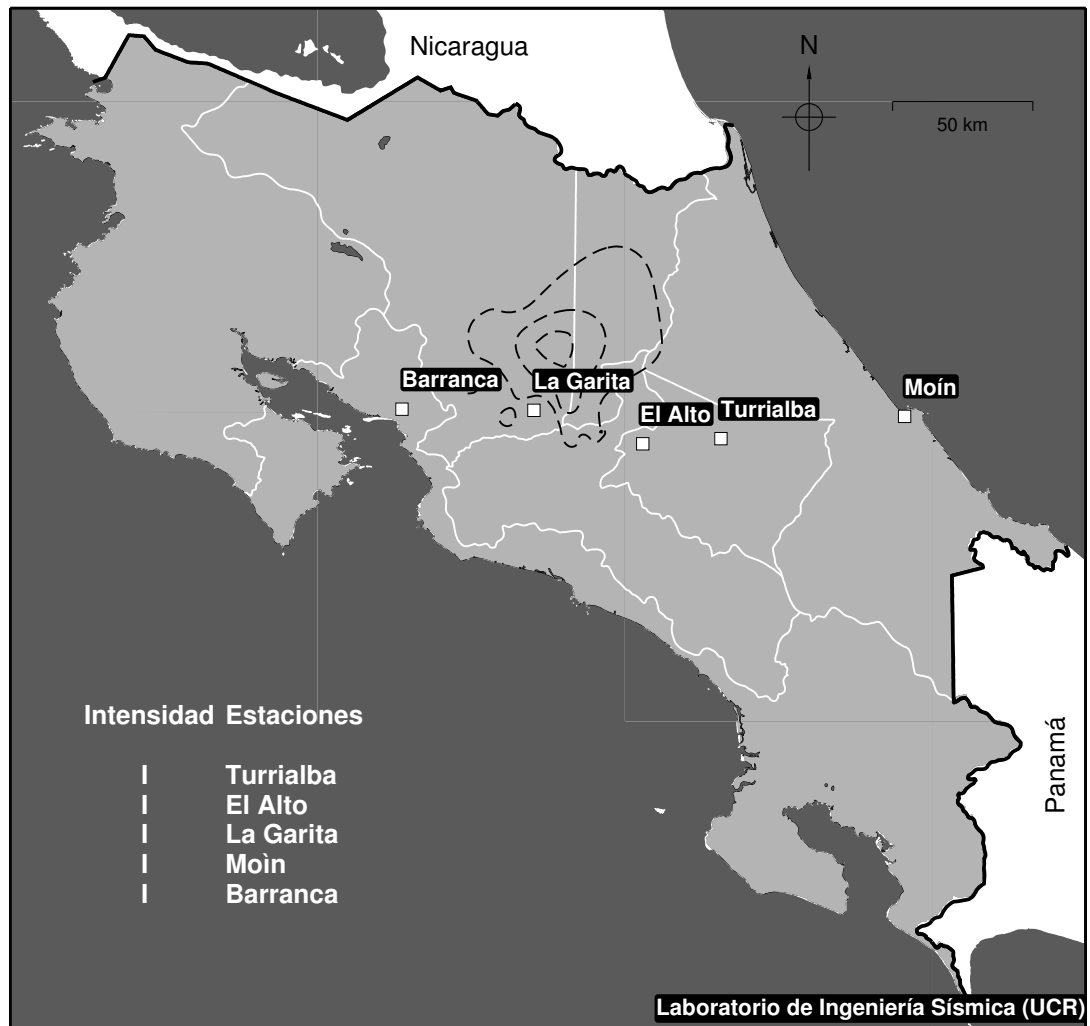 Nicaragua
N
50 km
Barranca
La Garita
Moín
El Alto
Turrialba
Intensidad Estaciones
I Turrialba
I El Alto
I La Garita
I Moìn
I Barranca
Panamá
Laboratorio de Ingeniería Sísmica (UCR)